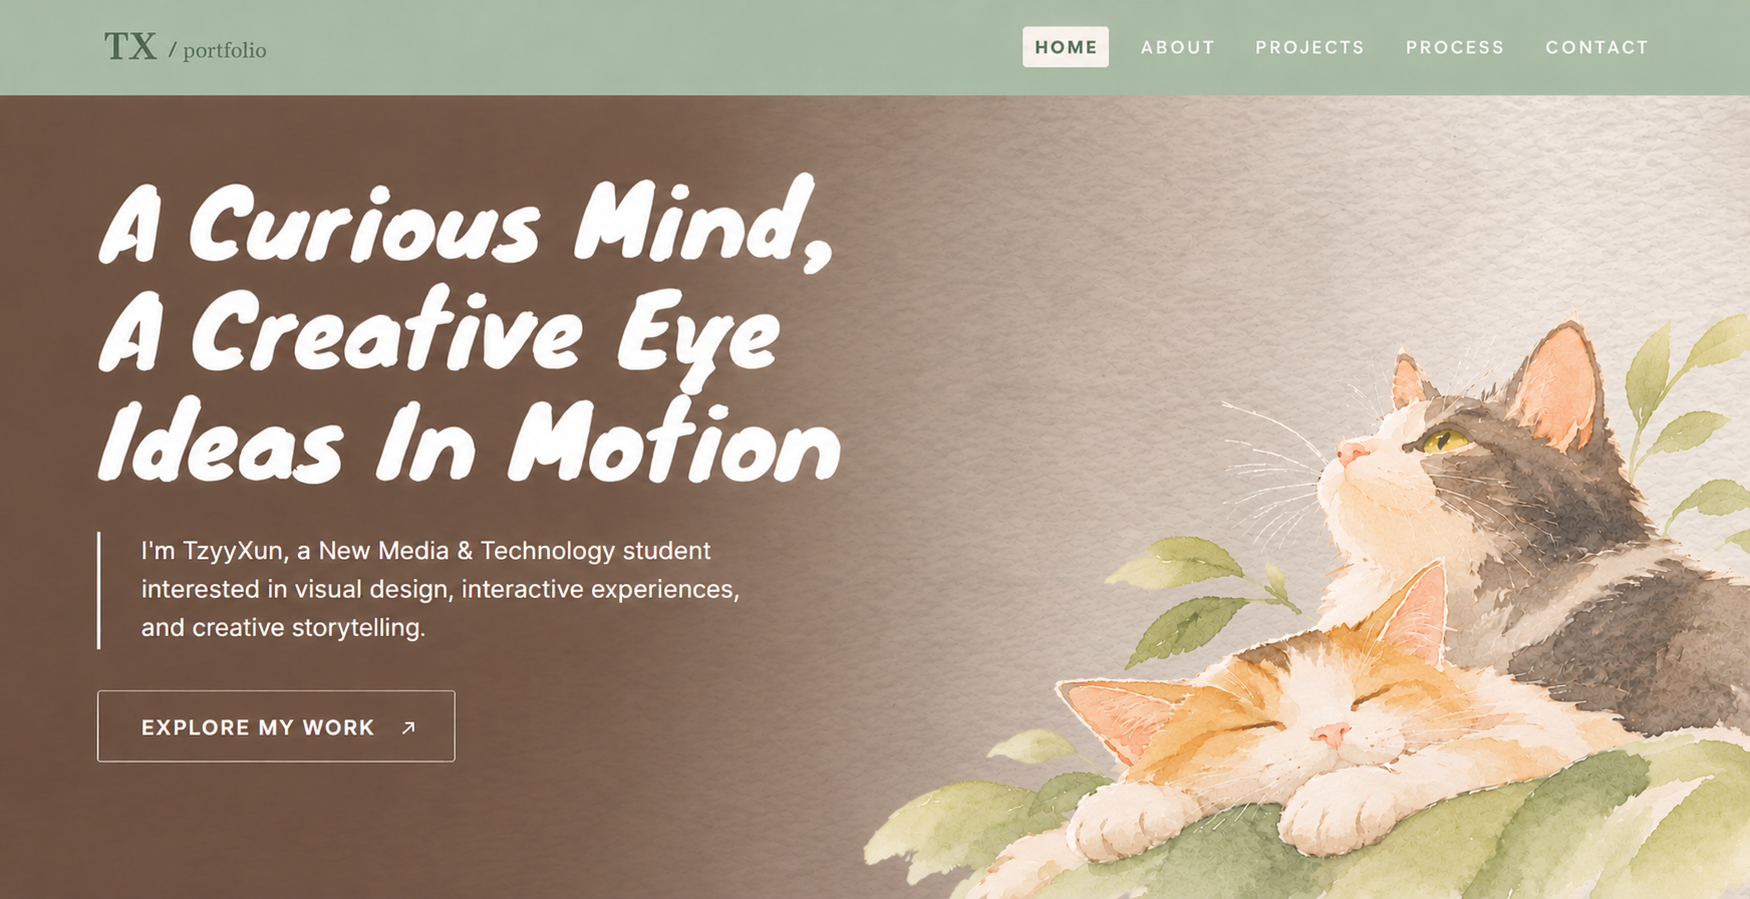 TX / portfolio
HOME ABOUT PROJECTS PROCESS CONTACT
A Curious Mind,
A Creative Eye
Ideas In Motion
I'm TzyyXun, a New Media & Technology student
interested in visual design, interactive experiences,
and creative storytelling.
EXPLORE MY WORK ↗